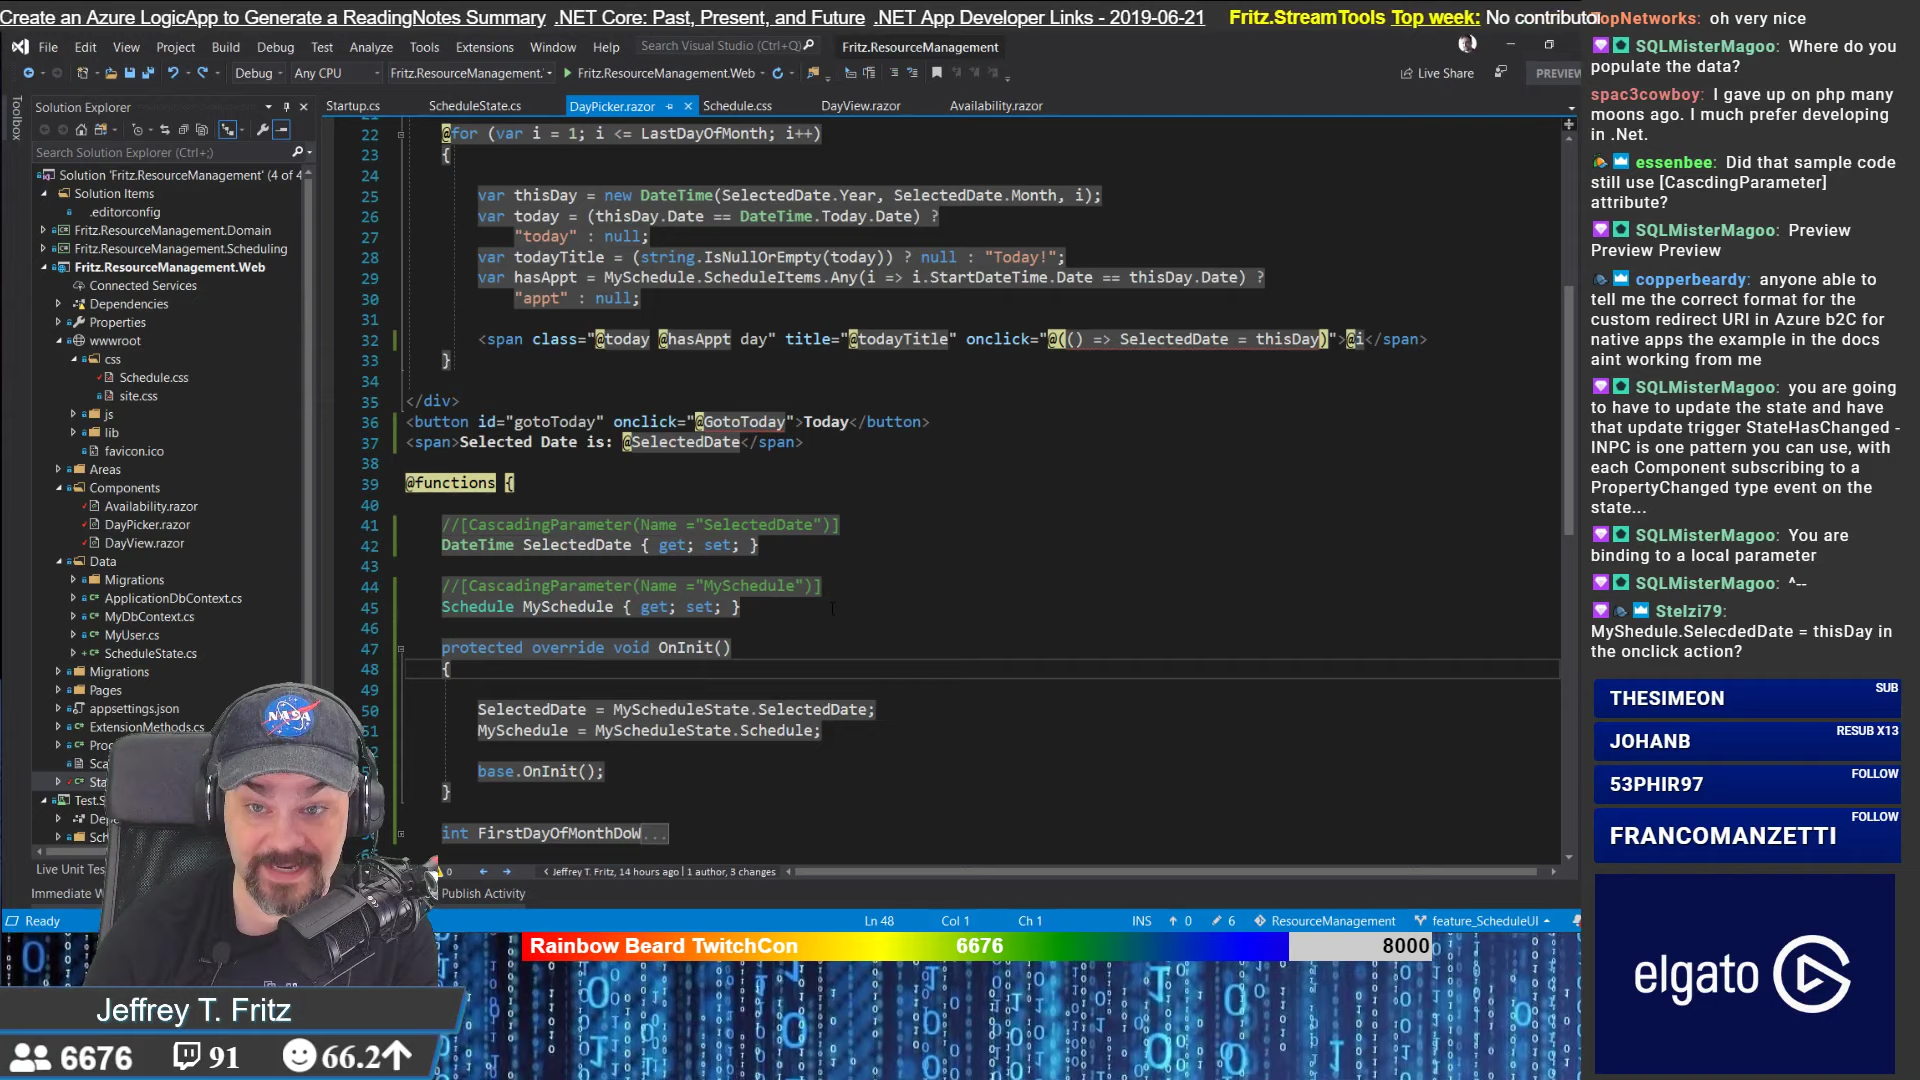 Create an Azure LogicApp to Generate a ReadingNotes Summary .NET Core: Past, Present, and Future .NET App Developer Links - 2019-06-21 Fritz.StreamTools Top week: No contributor
File Edit View Project Build Debug Test Analyze Tools Extensions Window Help Search Visual Studio (Ctrl+Q) Fritz.ResourceManagement
Debug Any CPU Fritz.ResourceManagement. Fritz.ResourceManagement.Web Live Share PREVIEW
Toolbox
Solution Explorer
Search Solution Explorer (Ctrl+;)
Solution 'Fritz.ResourceManagement' (4 of 4
Solution Items
.editorconfig
Fritz.ResourceManagement.Domain
Fritz.ResourceManagement.Scheduling
Fritz.ResourceManagement.Web
Connected Services
Dependencies
Properties
wwwroot
css
Schedule.css
site.css
js
lib
favicon.ico
Areas
Components
Availability.razor
DayPicker.razor
DayView.razor
Data
Migrations
ApplicationDbContext.cs
MyDbContext.cs
MyUser.cs
ScheduleState.cs
Migrations
Pages
appsettings.json
ExtensionMethods.cs
Live Unit Tes
Immediate W
Startup.cs ScheduleState.cs DayPicker.razor Schedule.css DayView.razor Availability.razor
22 @for (var i = 1; i <= LastDayOfMonth; i++)
23 {
24
25 var thisDay = new DateTime(SelectedDate.Year, SelectedDate.Month, i);
26 var today = (thisDay.Date == DateTime.Today.Date) ?
27 "today" : null;
28 var todayTitle = (string.IsNullOrEmpty(today)) ? null : "Today!";
29 var hasAppt = MySchedule.ScheduleItems.Any(i => i.StartDateTime.Date == thisDay.Date) ?
30 "appt" : null;
31
32 <span class="@today @hasAppt day" title="@todayTitle" onclick="@(() => SelectedDate = thisDay)">@i</span>
33 }
34
35 </div>
36 <button id="gotoToday" onclick="@GotoToday">Today</button>
37 <span>Selected Date is: @SelectedDate</span>
38
39 @functions {
40
41 //[CascadingParameter(Name ="SelectedDate")]
42 DateTime SelectedDate { get; set; }
43
44 //[CascadingParameter(Name ="MySchedule")]
45 Schedule MySchedule { get; set; }
46
47 protected override void OnInit()
48 {
49
50 SelectedDate = MyScheduleState.SelectedDate;
51 MySchedule = MyScheduleState.Schedule;
base.OnInit();
}
int FirstDayOfMonthDoW...
0 Jeffrey T. Fritz, 14 hours ago | 1 author, 3 changes
Publish Activity
Ready Ln 48 Col 1 Ch 1 INS 0 6 ResourceManagement feature_ScheduleUI
Rainbow Beard TwitchCon 6676 8000
Jeffrey T. Fritz
6676 91 66.2
TopNetworks: oh very nice
SQLMisterMagoo: Where do you
populate the data?
spac3cowboy: I gave up on php many
moons ago. I much prefer developing
in .Net.
essenbee: Did that sample code
still use [CascdingParameter]
attribute?
SQLMisterMagoo: Preview
Preview Preview
copperbeardy: anyone able to
tell me the correct format for the
custom redirect URI in Azure b2C for
native apps the example in the docs
aint working from me
SQLMisterMagoo: you are going
to have to update the state and have
that update trigger StateHasChanged -
INPC is one pattern you can use, with
each Component subscribing to a
PropertyChanged type event on the
state...
SQLMisterMagoo: You are
binding to a local parameter
SQLMisterMagoo: ^--
Stelzi79:
MyShedule.SelecdedDate = thisDay in
the onclick action?
THESIMEON SUB
JOHANB RESUB X13
53PHIR97 FOLLOW
FRANCOMANZETTI FOLLOW
elgato
NASA